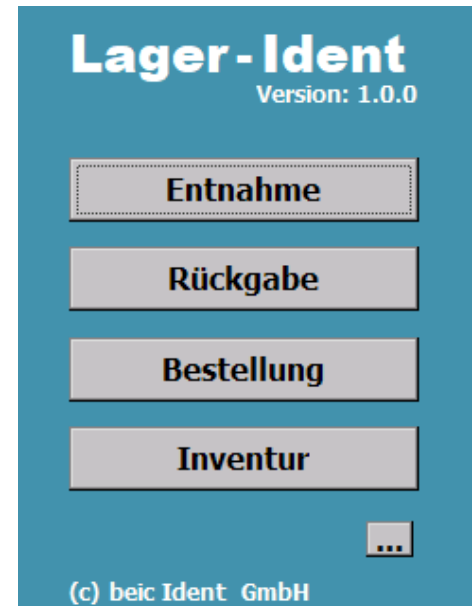 Lager-Ident
Version: 1.0.0
Entnahme
Rückgabe
Bestellung
Inventur
...
(c) beic Ident GmbH